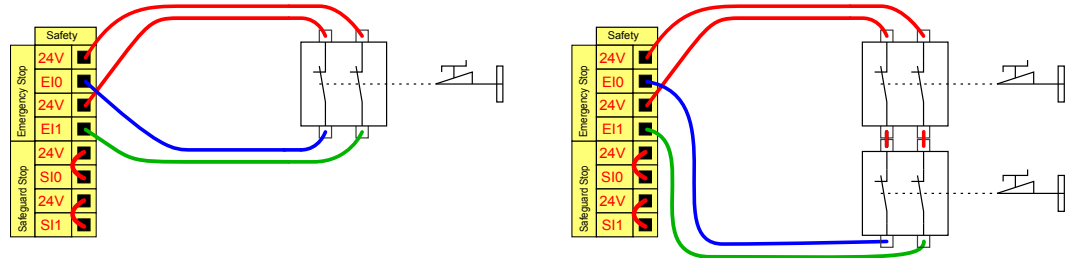 Safety
Emergency Stop
24V
EI0
24V
EI1
Safeguard Stop
24V
SI0
24V
SI1
Safety
Emergency Stop
24V
EI0
24V
EI1
Safeguard Stop
24V
SI0
24V
SI1